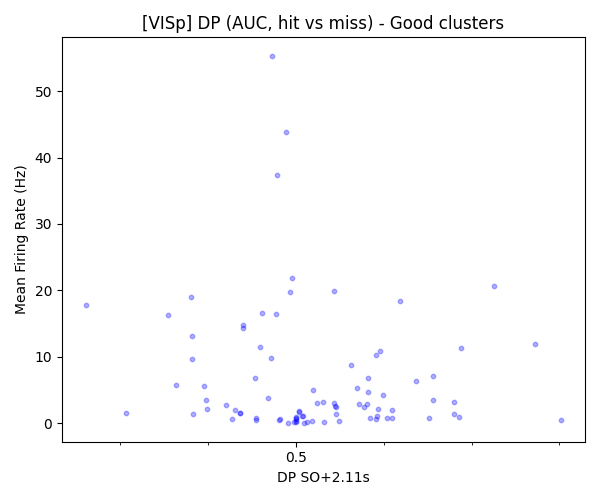 [VISp] DP (AUC, hit vs miss) - Good clusters
Mean Firing Rate (Hz)
50
40
30
20
10
0
0.5
DP SO+2.11s